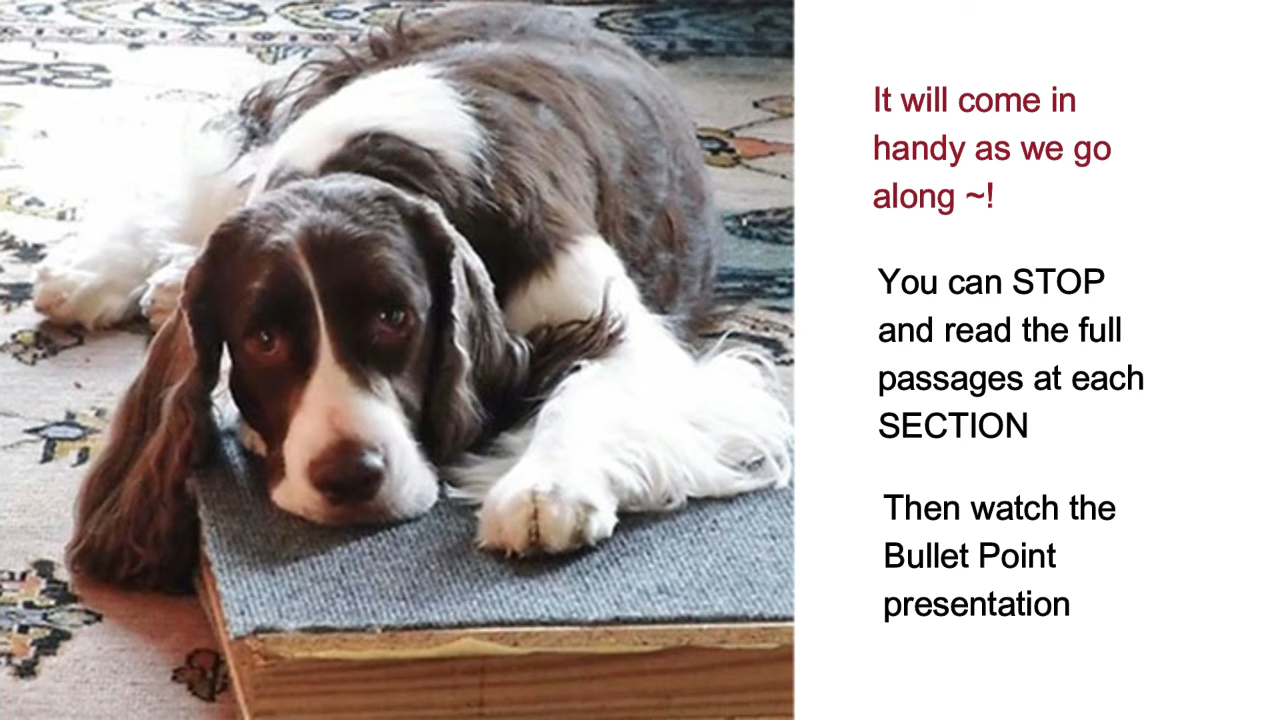 It will come in
handy as we go
along ~!
You can STOP
and read the full
passages at each
SECTION
Then watch the
Bullet Point
presentation